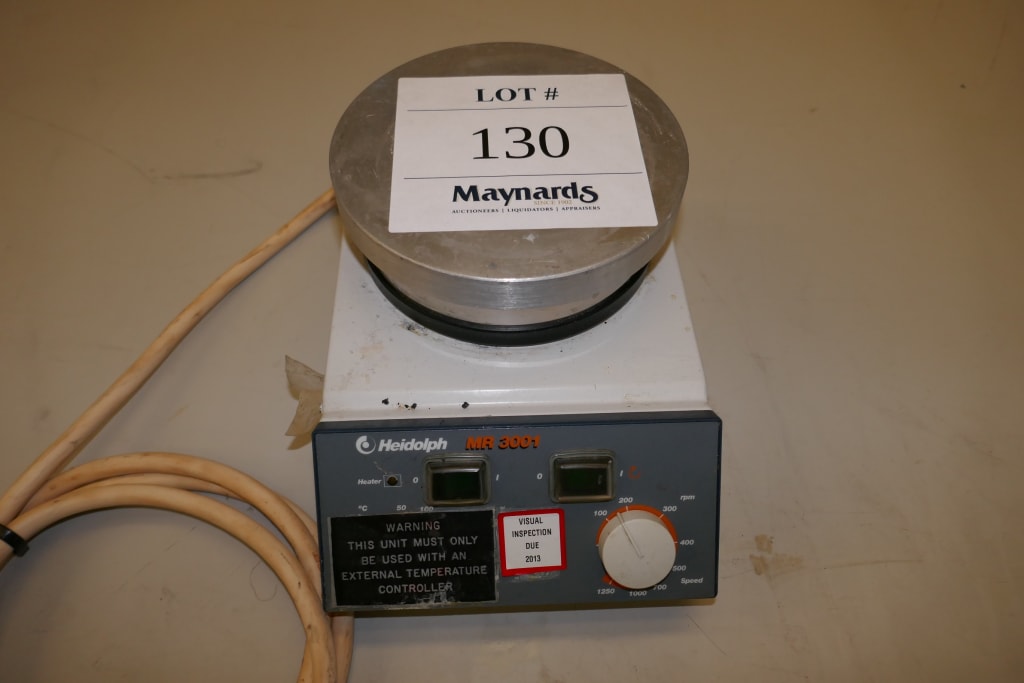 LOT #
130
Maynards
SINCE 1902
AUCTIONEERS | LIQUIDATORS | APPRAISERS
Heidolph MR 3001
Heater 0 I 0 I
°C 50 100
rpm
100 200 300 400 500 700 1000 1250
Speed
WARNING
THIS UNIT MUST ONLY
BE USED WITH AN
EXTERNAL TEMPERATURE
CONTROLLER
VISUAL
INSPECTION
DUE
2013